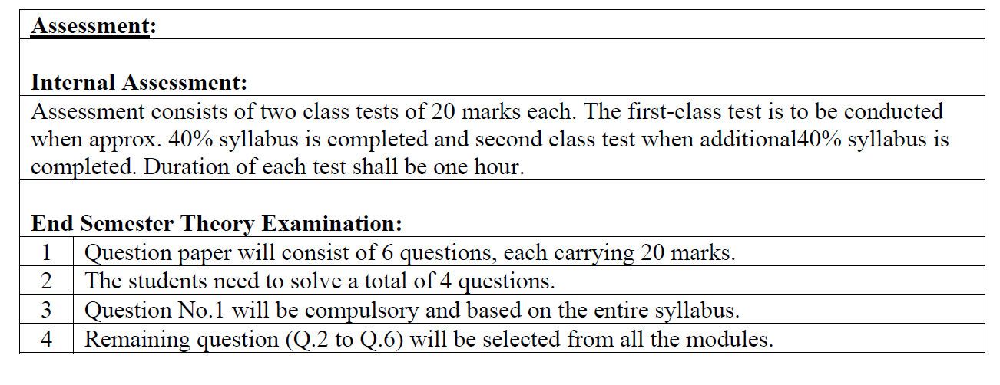 Assessment:
Internal Assessment:
Assessment consists of two class tests of 20 marks each. The first-class test is to be conducted
when approx. 40% syllabus is completed and second class test when additional40% syllabus is
completed. Duration of each test shall be one hour.
End Semester Theory Examination:
1 Question paper will consist of 6 questions, each carrying 20 marks.
2 The students need to solve a total of 4 questions.
3 Question No.1 will be compulsory and based on the entire syllabus.
4 Remaining question (Q.2 to Q.6) will be selected from all the modules.